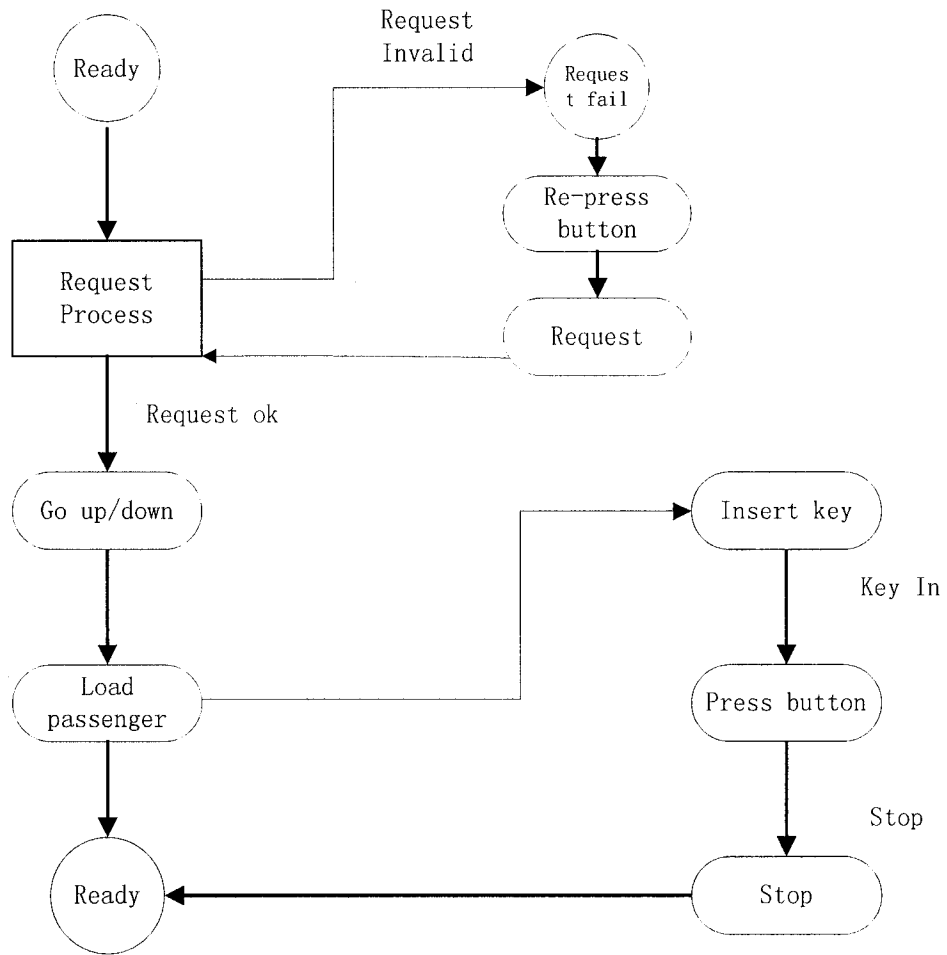 Ready
Request
Invalid
Reques
t fail
Re-press
button
Request
Process
Request
Request ok
Go up/down
Insert key
Key In
Load
passenger
Press button
Stop
Ready
Stop